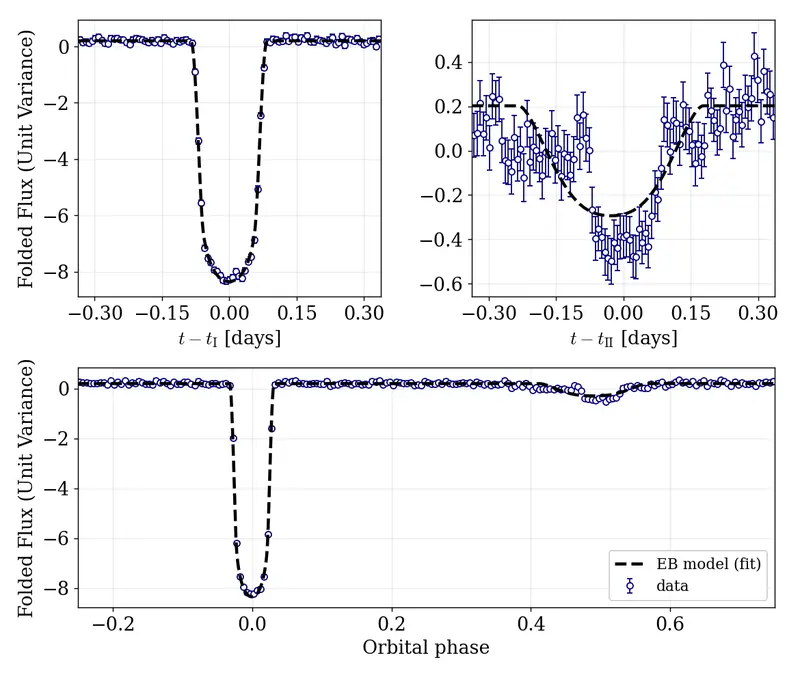 Folded Flux (Unit Variance)
0
−2
−4
−6
−8
−0.30 −0.15 0.00 0.15 0.30
t − tI [days]
0.4
0.2
0.0
−0.2
−0.4
−0.6
−0.30 −0.15 0.00 0.15 0.30
t − tII [days]
Folded Flux (Unit Variance)
0
−2
−4
−6
−8
−0.2 0.0 0.2 0.4 0.6
Orbital phase
EB model (fit)
data